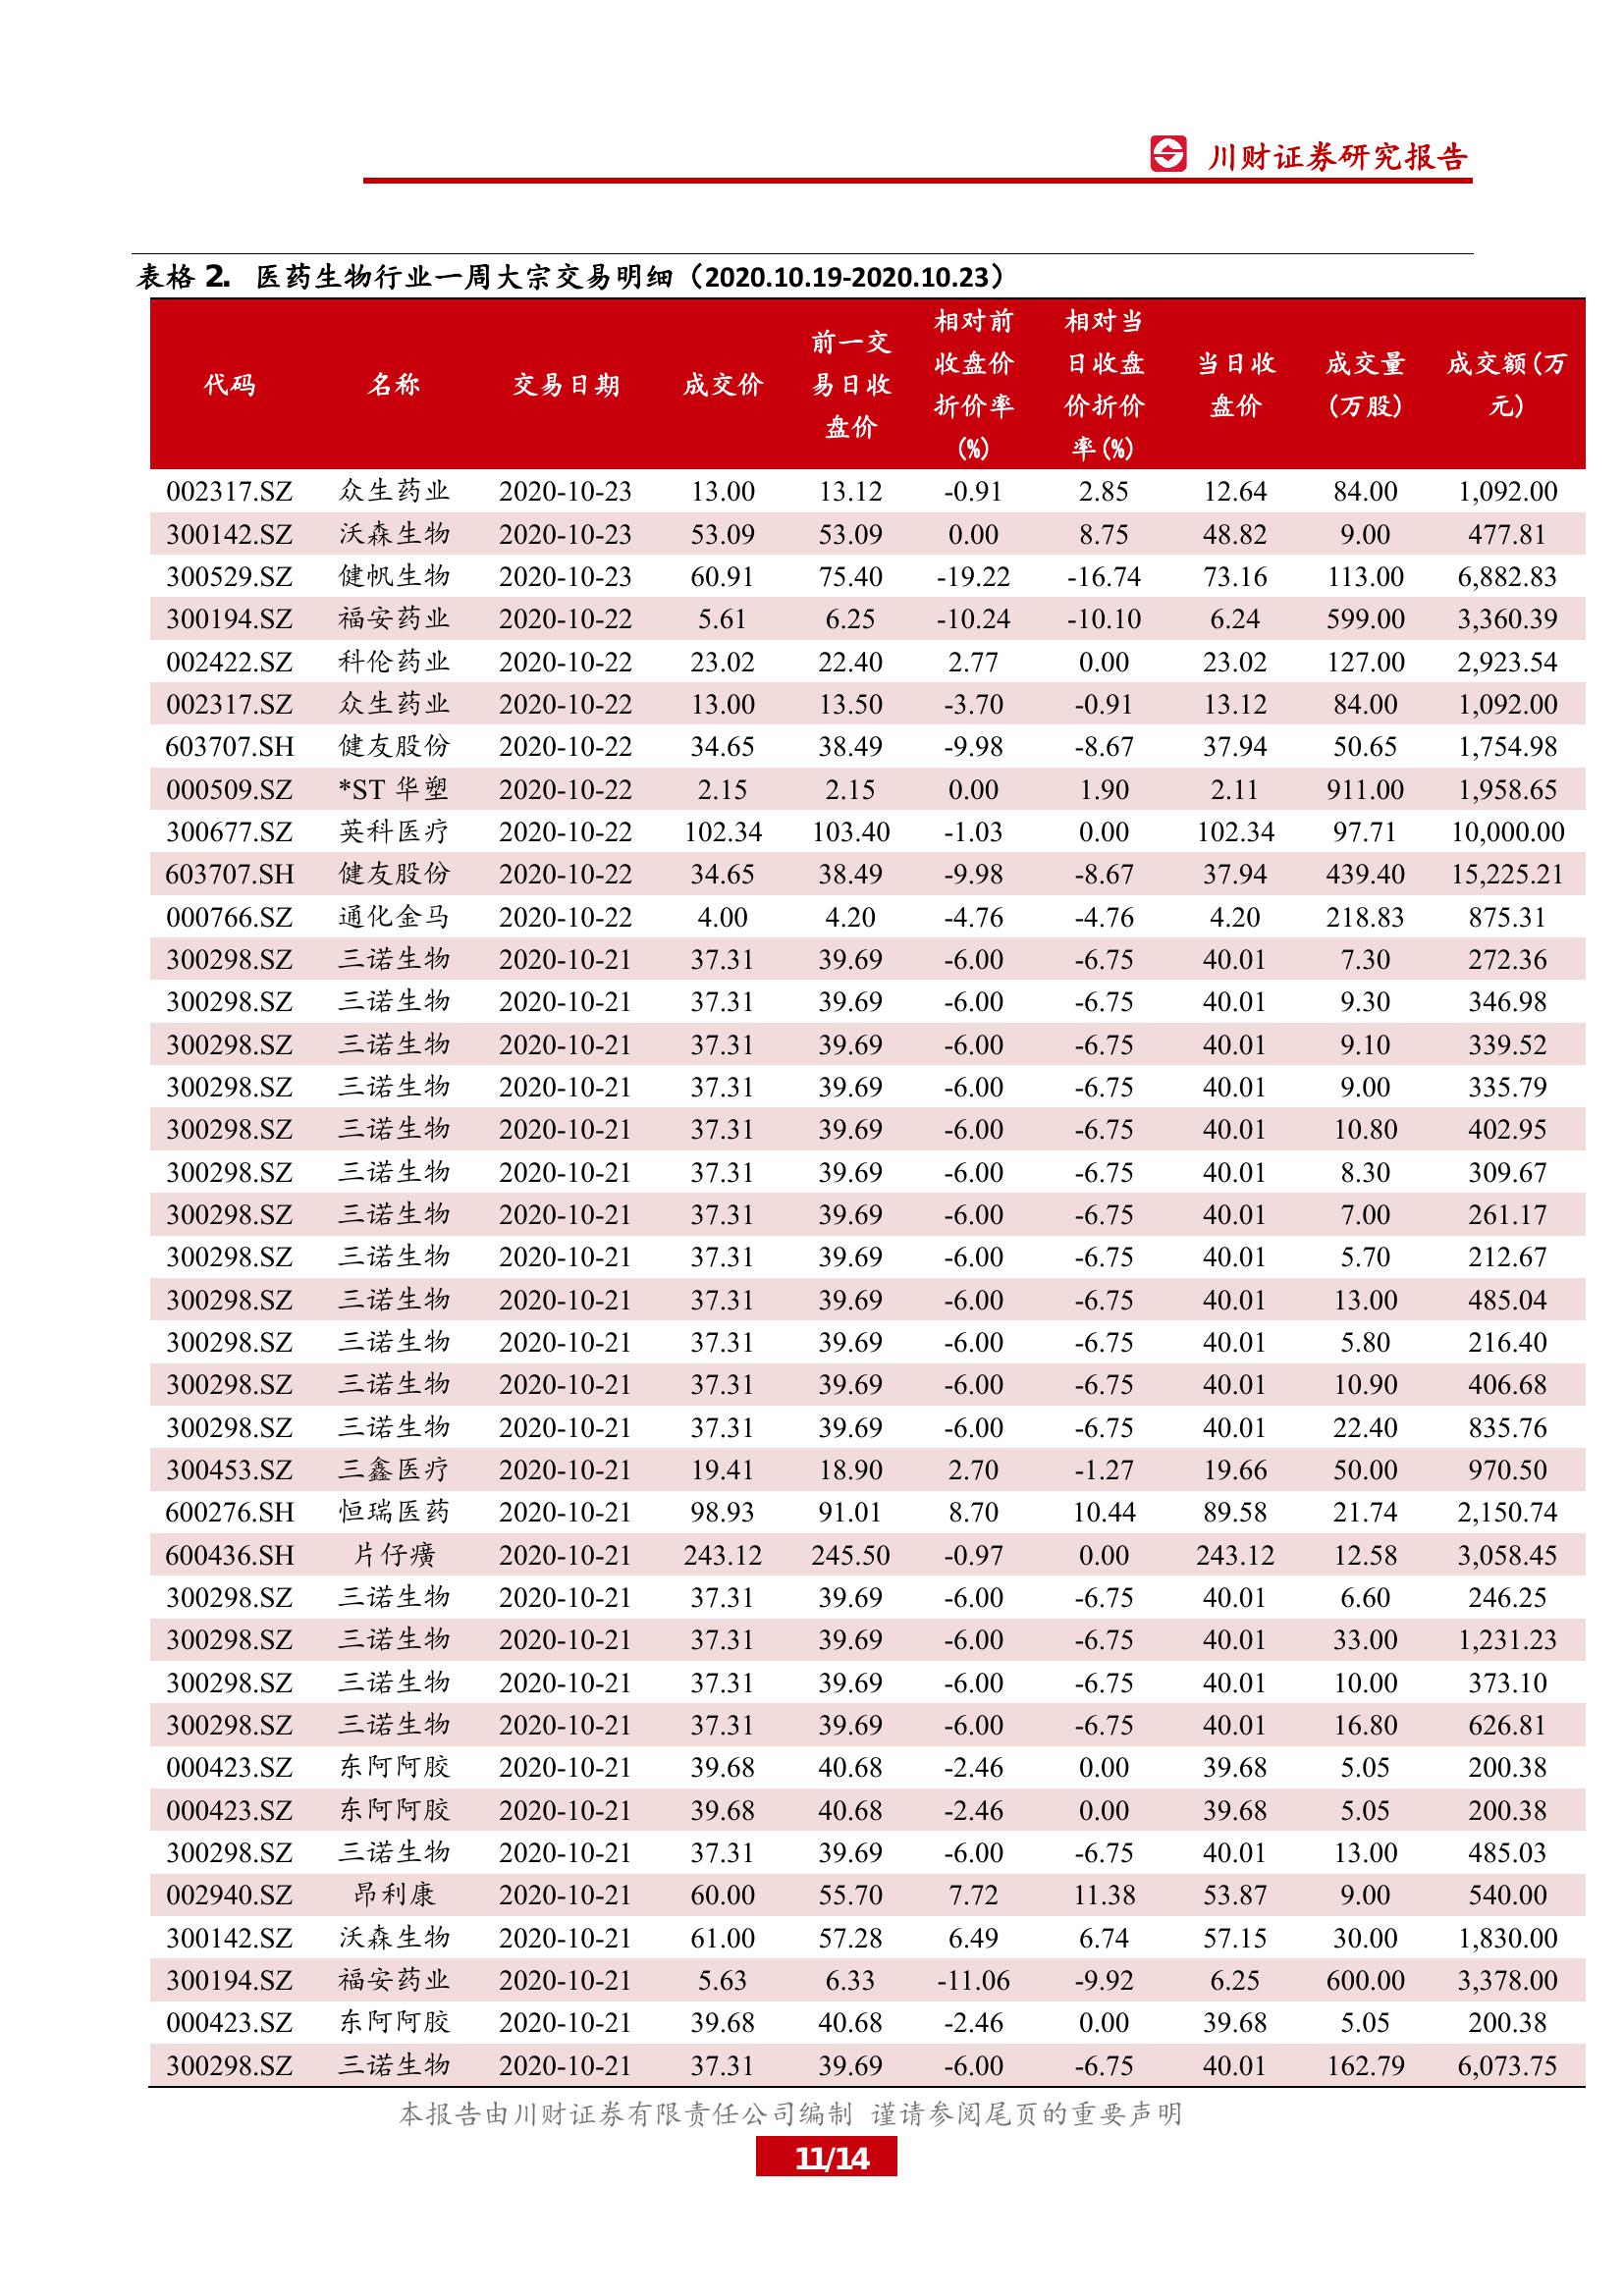 川财证券研究报告
表格 2. 医药生物行业一周大宗交易明细（2020.10.19-2020.10.23）
代码 名称 交易日期 成交价 前一交易日收盘价 相对前收盘价折价率(%) 相对当日收盘价折价率(%) 当日收盘价 成交量(万股) 成交额(万元)
002317.SZ 众生药业 2020-10-23 13.00 13.12 -0.91 2.85 12.64 84.00 1,092.00
300142.SZ 沃森生物 2020-10-23 53.09 53.09 0.00 8.75 48.82 9.00 477.81
300529.SZ 健帆生物 2020-10-23 60.91 75.40 -19.22 -16.74 73.16 113.00 6,882.83
300194.SZ 福安药业 2020-10-22 5.61 6.25 -10.24 -10.10 6.24 599.00 3,360.39
002422.SZ 科伦药业 2020-10-22 23.02 22.40 2.77 0.00 23.02 127.00 2,923.54
002317.SZ 众生药业 2020-10-22 13.00 13.50 -3.70 -0.91 13.12 84.00 1,092.00
603707.SH 健友股份 2020-10-22 34.65 38.49 -9.98 -8.67 37.94 50.65 1,754.98
000509.SZ *ST 华塑 2020-10-22 2.15 2.15 0.00 1.90 2.11 911.00 1,958.65
300677.SZ 英科医疗 2020-10-22 102.34 103.40 -1.03 0.00 102.34 97.71 10,000.00
603707.SH 健友股份 2020-10-22 34.65 38.49 -9.98 -8.67 37.94 439.40 15,225.21
000766.SZ 通化金马 2020-10-22 4.00 4.20 -4.76 -4.76 4.20 218.83 875.31
300298.SZ 三诺生物 2020-10-21 37.31 39.69 -6.00 -6.75 40.01 7.30 272.36
300298.SZ 三诺生物 2020-10-21 37.31 39.69 -6.00 -6.75 40.01 9.30 346.98
300298.SZ 三诺生物 2020-10-21 37.31 39.69 -6.00 -6.75 40.01 9.10 339.52
300298.SZ 三诺生物 2020-10-21 37.31 39.69 -6.00 -6.75 40.01 9.00 335.79
300298.SZ 三诺生物 2020-10-21 37.31 39.69 -6.00 -6.75 40.01 10.80 402.95
300298.SZ 三诺生物 2020-10-21 37.31 39.69 -6.00 -6.75 40.01 8.30 309.67
300298.SZ 三诺生物 2020-10-21 37.31 39.69 -6.00 -6.75 40.01 7.00 261.17
300298.SZ 三诺生物 2020-10-21 37.31 39.69 -6.00 -6.75 40.01 5.70 212.67
300298.SZ 三诺生物 2020-10-21 37.31 39.69 -6.00 -6.75 40.01 13.00 485.04
300298.SZ 三诺生物 2020-10-21 37.31 39.69 -6.00 -6.75 40.01 5.80 216.40
300298.SZ 三诺生物 2020-10-21 37.31 39.69 -6.00 -6.75 40.01 10.90 406.68
300298.SZ 三诺生物 2020-10-21 37.31 39.69 -6.00 -6.75 40.01 22.40 835.76
300453.SZ 三鑫医疗 2020-10-21 19.41 18.90 2.70 -1.27 19.66 50.00 970.50
600276.SH 恒瑞医药 2020-10-21 98.93 91.01 8.70 10.44 89.58 21.74 2,150.74
600436.SH 片仔癀 2020-10-21 243.12 245.50 -0.97 0.00 243.12 12.58 3,058.45
300298.SZ 三诺生物 2020-10-21 37.31 39.69 -6.00 -6.75 40.01 6.60 246.25
300298.SZ 三诺生物 2020-10-21 37.31 39.69 -6.00 -6.75 40.01 33.00 1,231.23
300298.SZ 三诺生物 2020-10-21 37.31 39.69 -6.00 -6.75 40.01 10.00 373.10
300298.SZ 三诺生物 2020-10-21 37.31 39.69 -6.00 -6.75 40.01 16.80 626.81
000423.SZ 东阿阿胶 2020-10-21 39.68 40.68 -2.46 0.00 39.68 5.05 200.38
000423.SZ 东阿阿胶 2020-10-21 39.68 40.68 -2.46 0.00 39.68 5.05 200.38
300298.SZ 三诺生物 2020-10-21 37.31 39.69 -6.00 -6.75 40.01 13.00 485.03
002940.SZ 昂利康 2020-10-21 60.00 55.70 7.72 11.38 53.87 9.00 540.00
300142.SZ 沃森生物 2020-10-21 61.00 57.28 6.49 6.74 57.15 30.00 1,830.00
300194.SZ 福安药业 2020-10-21 5.63 6.33 -11.06 -9.92 6.25 600.00 3,378.00
000423.SZ 东阿阿胶 2020-10-21 39.68 40.68 -2.46 0.00 39.68 5.05 200.38
300298.SZ 三诺生物 2020-10-21 37.31 39.69 -6.00 -6.75 40.01 162.79 6,073.75
本报告由川财证券有限责任公司编制 谨请参阅尾页的重要声明
11/14